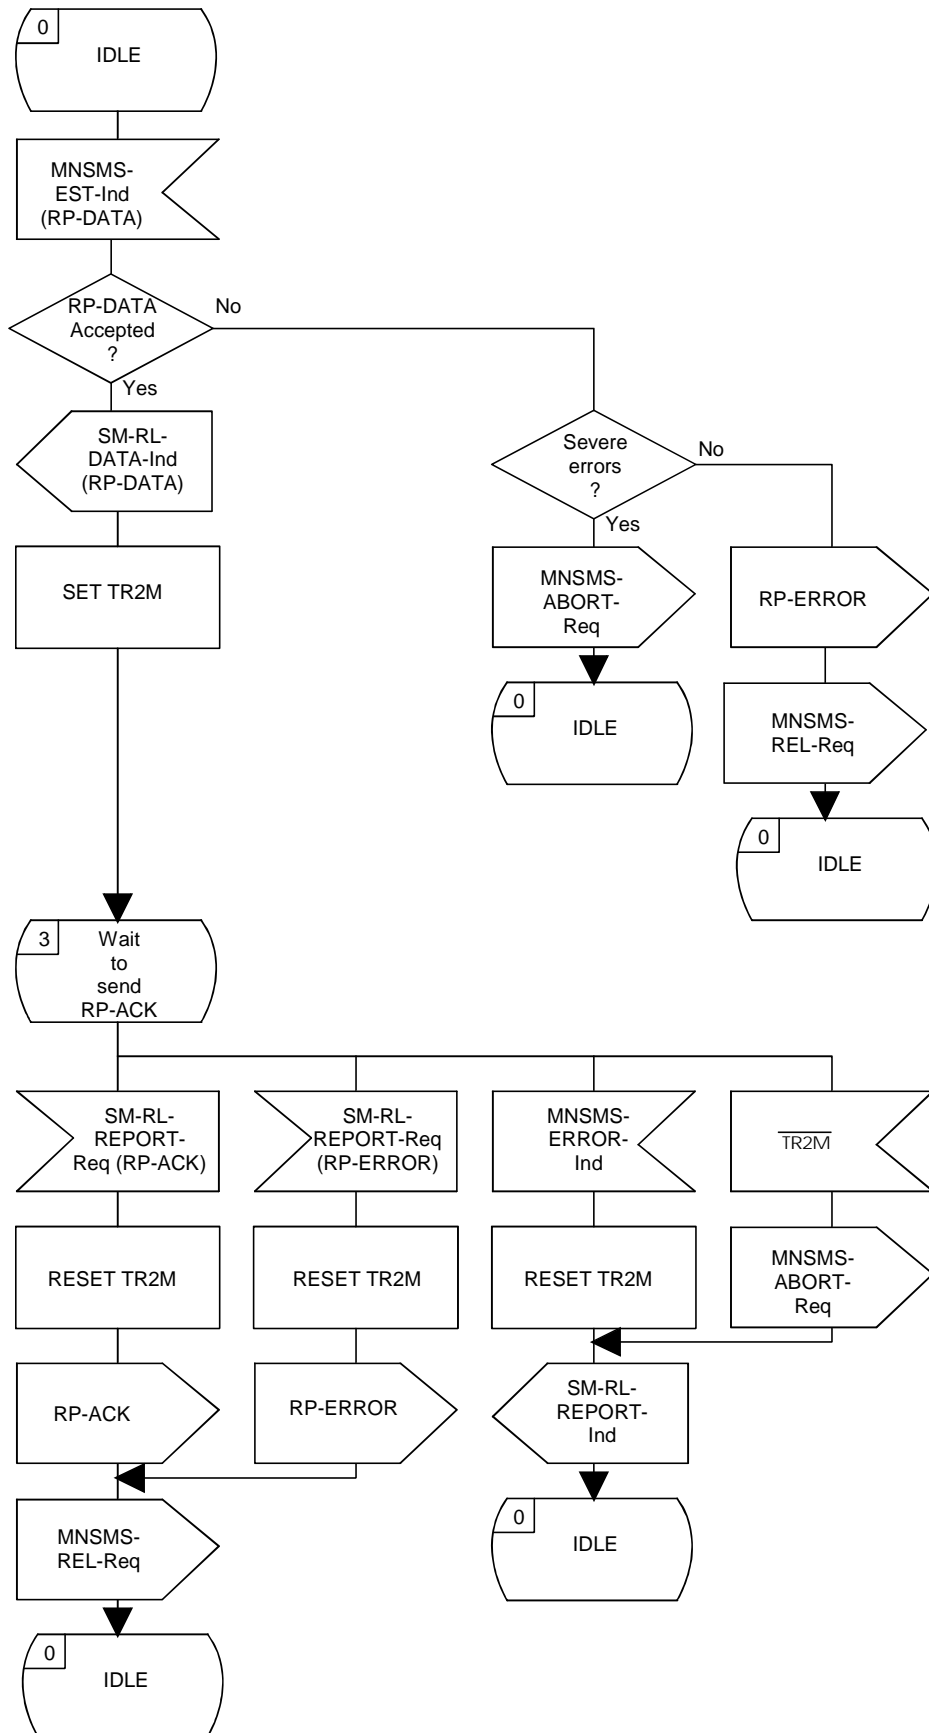 0
IDLE
MNSMS-
EST-Ind
(RP-DATA)
RP-DATA
Accepted
?
No
Yes
SM-RL-
DATA-Ind
(RP-DATA)
SET TR2M
Severe
errors
?
No
Yes
MNSMS-
ABORT-
Req
RP-ERROR
0
IDLE
MNSMS-
REL-Req
0
IDLE
3
Wait
to
send
RP-ACK
SM-RL-
REPORT-
Req (RP-ACK)
SM-RL-
REPORT-Req
(RP-ERROR)
MNSMS-
ERROR-
Ind
TR2M
RESET TR2M
RESET TR2M
RESET TR2M
MNSMS-
ABORT-
Req
RP-ACK
RP-ERROR
SM-RL-
REPORT-
Ind
MNSMS-
REL-Req
0
IDLE
0
IDLE